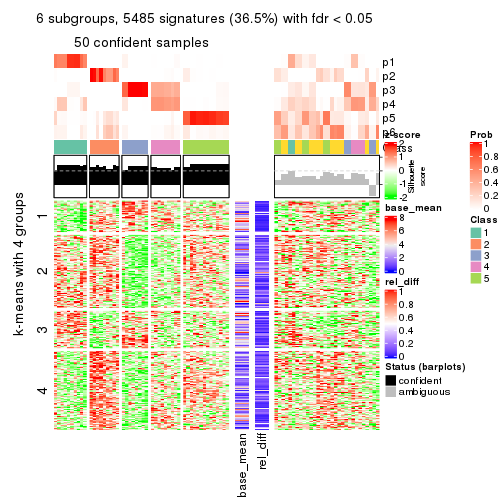 6 subgroups, 5485 signatures (36.5%) with fdr < 0.05
50 confident samples
p1
p2
p3
p4
p5
p6
Class
Silhouette
score
k-means with 4 groups
1
2
3
4
base_mean
rel_diff
z-score
2
1
0
-1
-2
base_mean
8
6
4
2
0
rel_diff
1
0.8
0.6
0.4
0.2
0
Status (barplots)
confident
ambiguous
Prob
1
0.8
0.6
0.4
0.2
0
Class
1
2
3
4
5